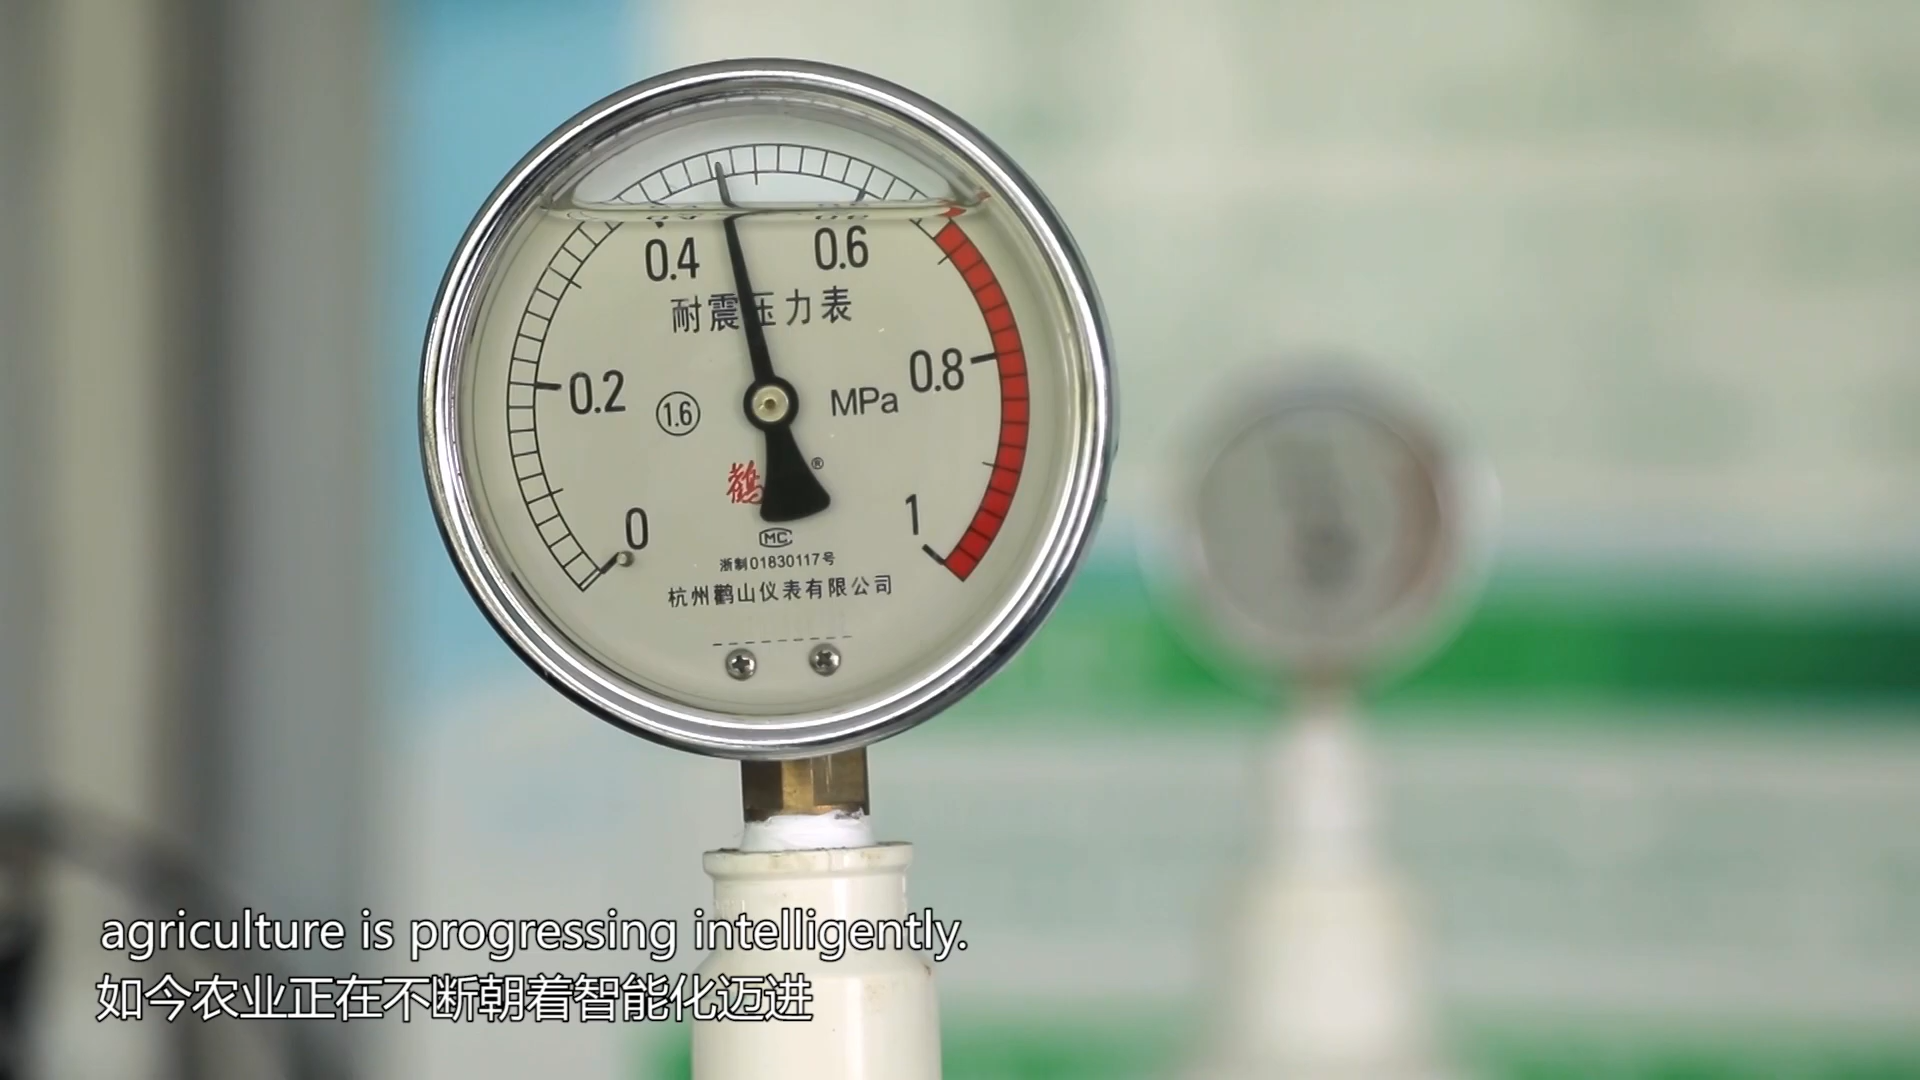 0.4
0.6
耐震压力表
0.2
1.6
MPa
0.8
鹳
®
0
1
MC
浙制01830117号
杭州鹳山仪表有限公司
agriculture is progressing intelligently.
如今农业正在不断朝着智能化迈进